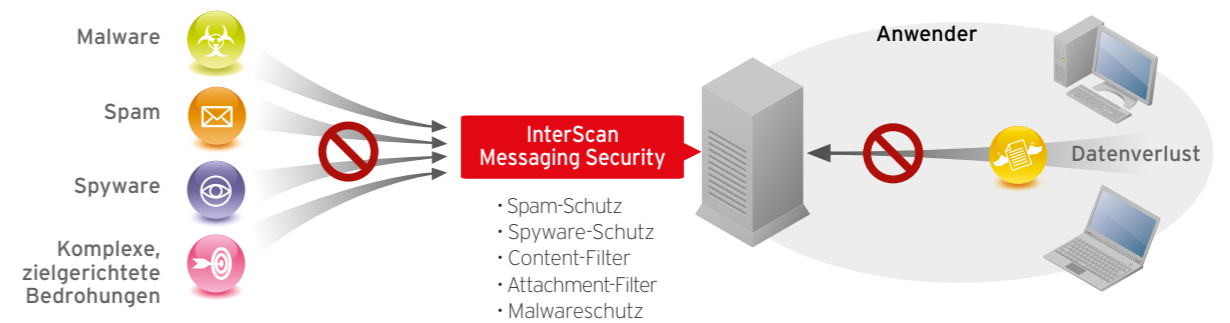 Malware
Spam
Spyware
Komplexe,
zielgerichtete
Bedrohungen
InterScan
Messaging Security
• Spam-Schutz
• Spyware-Schutz
• Content-Filter
• Attachment-Filter
• Malwareschutz
Anwender
Datenverlust